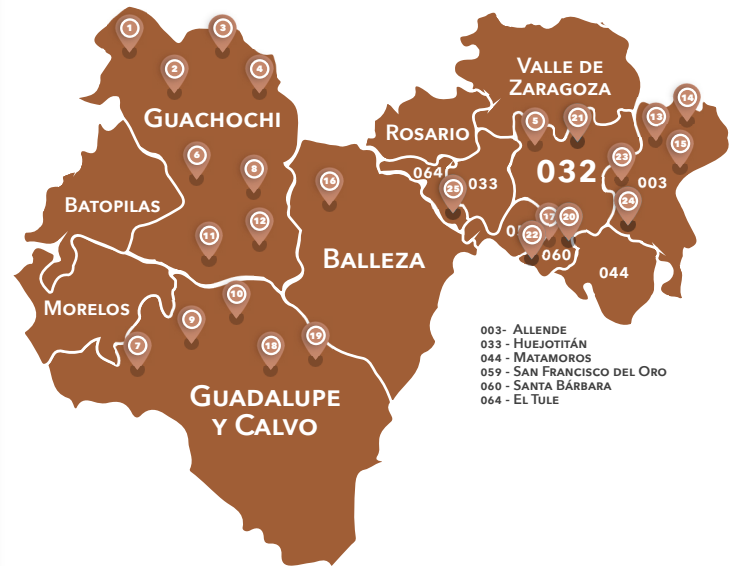 1
3
2
4
Guachochi
Valle de
Zaragoza
14
13
5
21
Rosario
15
6
8
16
064
033
25
032
23
003
Batopilas
24
11
12
17
20
22
060
Balleza
044
Morelos
10
9
7
18
19
Guadalupe
y Calvo
003- Allende
033 - Huejotitán
044 - Matamoros
059 - San Francisco del Oro
060 - Santa Bárbara
064 - El Tule